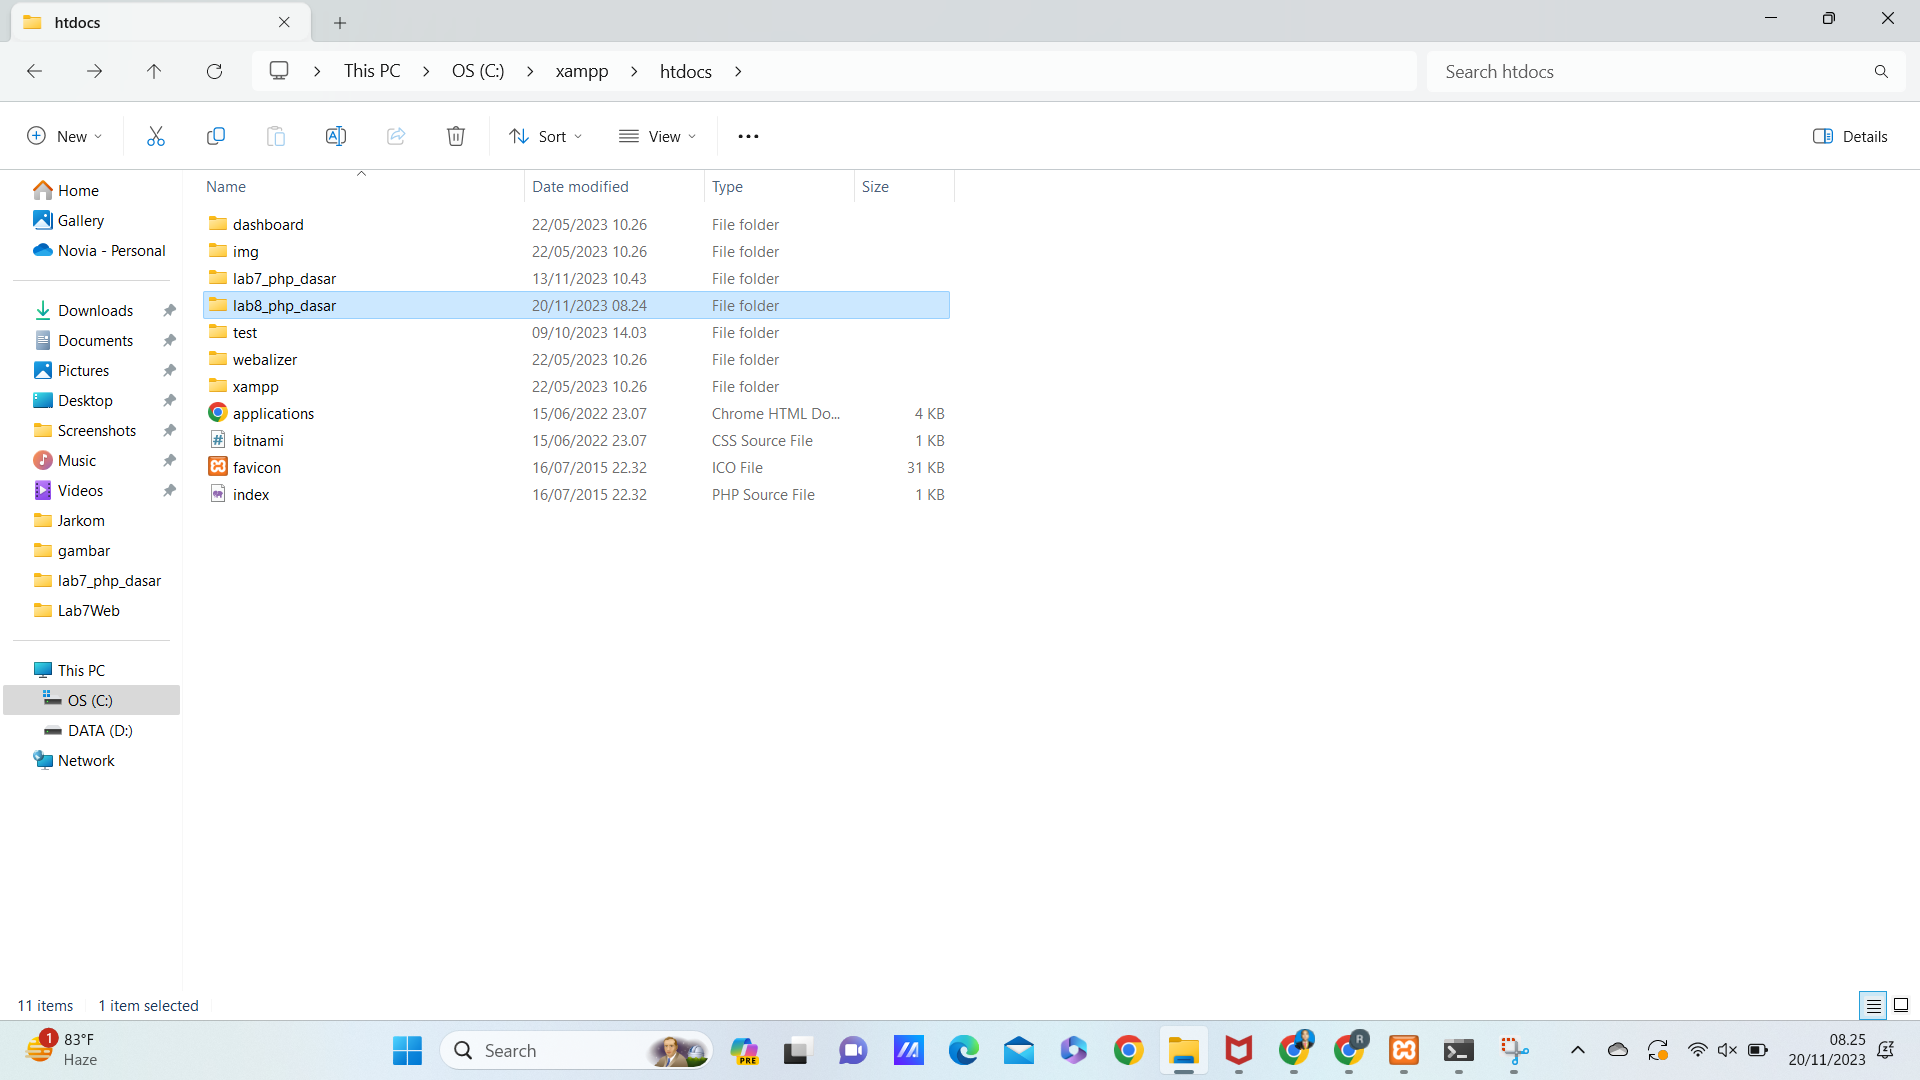 htdocs
This PC > OS (C:) > xampp > htdocs >
Search htdocs
New
Sort
View
Details
Name Date modified Type Size
Home
Gallery
Novia - Personal
Downloads
Documents
Pictures
Desktop
Screenshots
Music
Videos
Jarkom
gambar
lab7_php_dasar
Lab7Web
This PC
OS (C:)
DATA (D:)
Network
dashboard 22/05/2023 10.26 File folder
img 22/05/2023 10.26 File folder
lab7_php_dasar 13/11/2023 10.43 File folder
lab8_php_dasar 20/11/2023 08.24 File folder
test 09/10/2023 14.03 File folder
webalizer 22/05/2023 10.26 File folder
xampp 22/05/2023 10.26 File folder
applications 15/06/2022 23.07 Chrome HTML Do... 4 KB
bitnami 15/06/2022 23.07 CSS Source File 1 KB
favicon 16/07/2015 22.32 ICO File 31 KB
index 16/07/2015 22.32 PHP Source File 1 KB
11 items 1 item selected
1
83°F
Haze
Search
PRE
R
08.25
20/11/2023